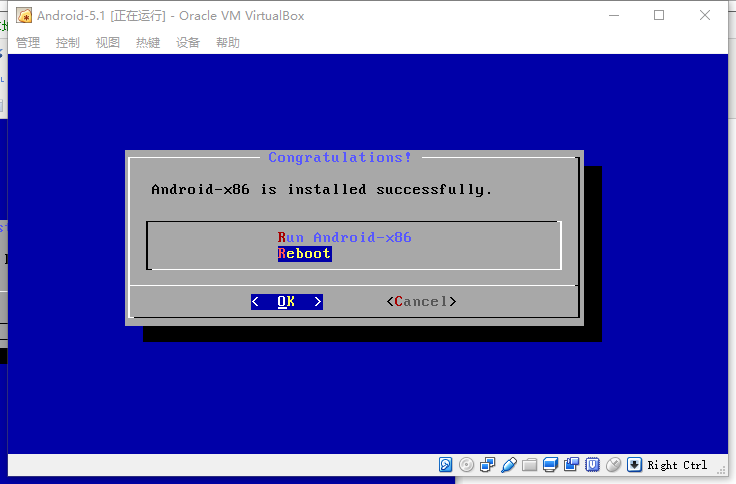 Android-5.1 [正在运行] - Oracle VM VirtualBox
管理 控制 视图 热键 设备 帮助
Congratulations!
Android-x86 is installed successfully.
Run Android-x86
Reboot
< OK > <Cancel>
Right Ctrl